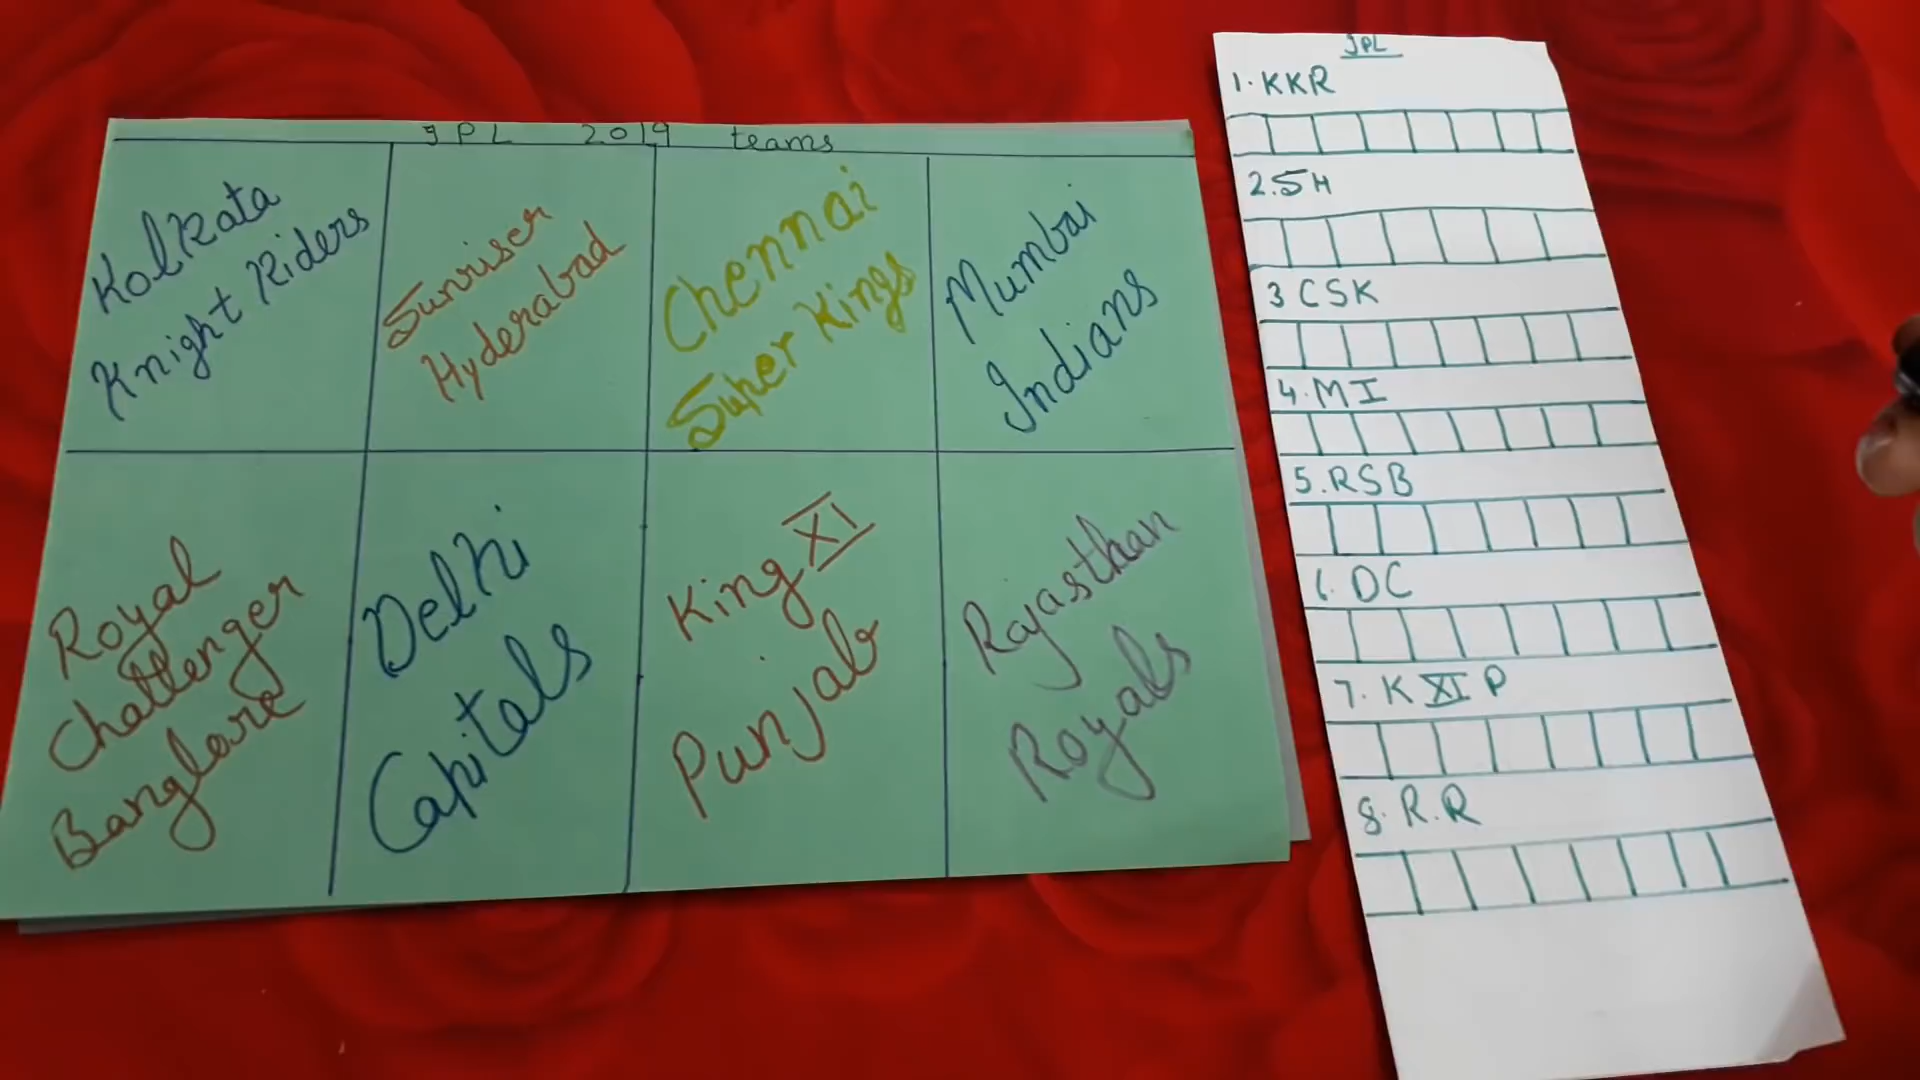 IPL 2019 teams
Kolkata
Knight Riders
Sunriser
Hyderabad
Chennai
Super Kings
Mumbai
Indians
Royal
Challenger
Banglore
Delhi
Capitals
King XI
Punjab
Rajasthan
Royals
IPL
1. KKR
2. SH
3 CSK
4. MI
5. RSB
6. DC
7. K XI P
8. R.R